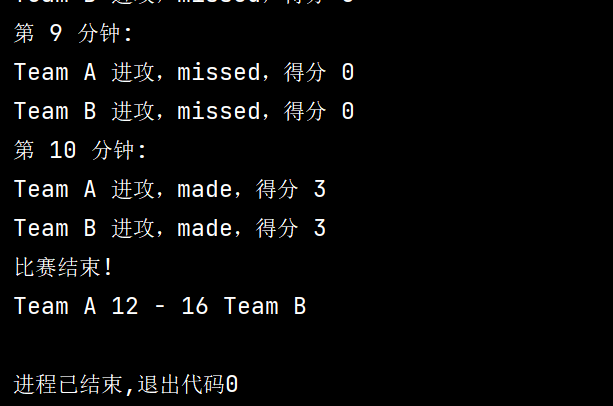 第 9 分钟:
Team A 进攻，missed，得分 0
Team B 进攻，missed，得分 0
第 10 分钟:
Team A 进攻，made，得分 3
Team B 进攻，made，得分 3
比赛结束!
Team A 12 - 16 Team B
进程已结束,退出代码0